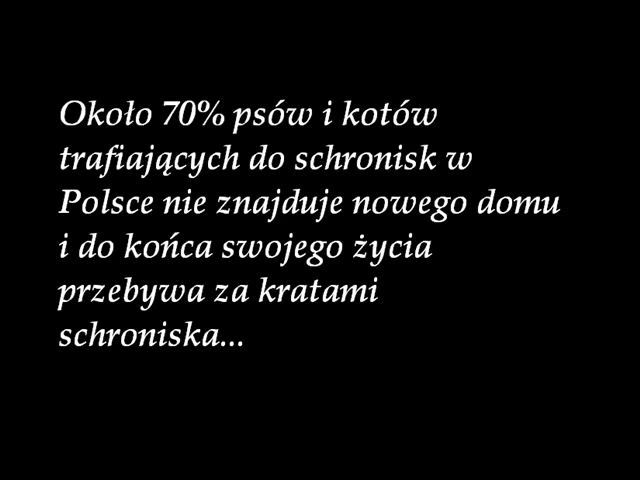 Około 70% psów i kotów
trafiających do schronisk w
Polsce nie znajduje nowego domu
i do końca swojego życia
przebywa za kratami
schroniska...